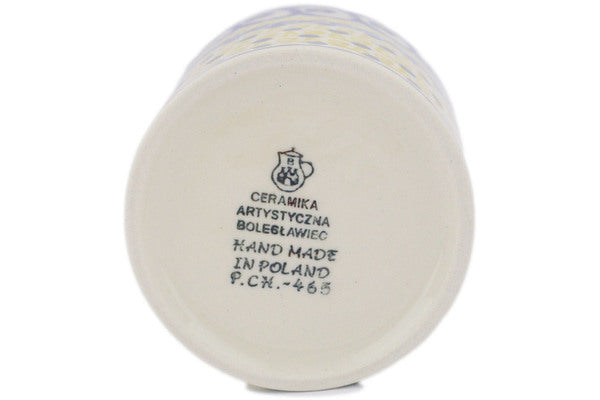 B
CERAMIKA
ARTYSTYCZNA
BOLESŁAWIEC
HAND MADE
IN POLAND
P.CH.-465